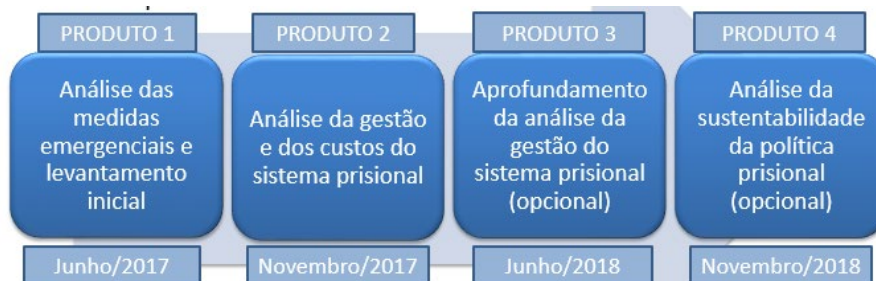 PRODUTO 1
Análise das
medidas
emergenciais e
levantamento
inicial
Junho/2017
PRODUTO 2
Análise da gestão
e dos custos do
sistema prisional
Novembro/2017
PRODUTO 3
Aprofundamento
da análise da
gestão do
sistema prisional
(opcional)
Junho/2018
PRODUTO 4
Análise da
sustentabilidade
da política
prisional
(opcional)
Novembro/2018